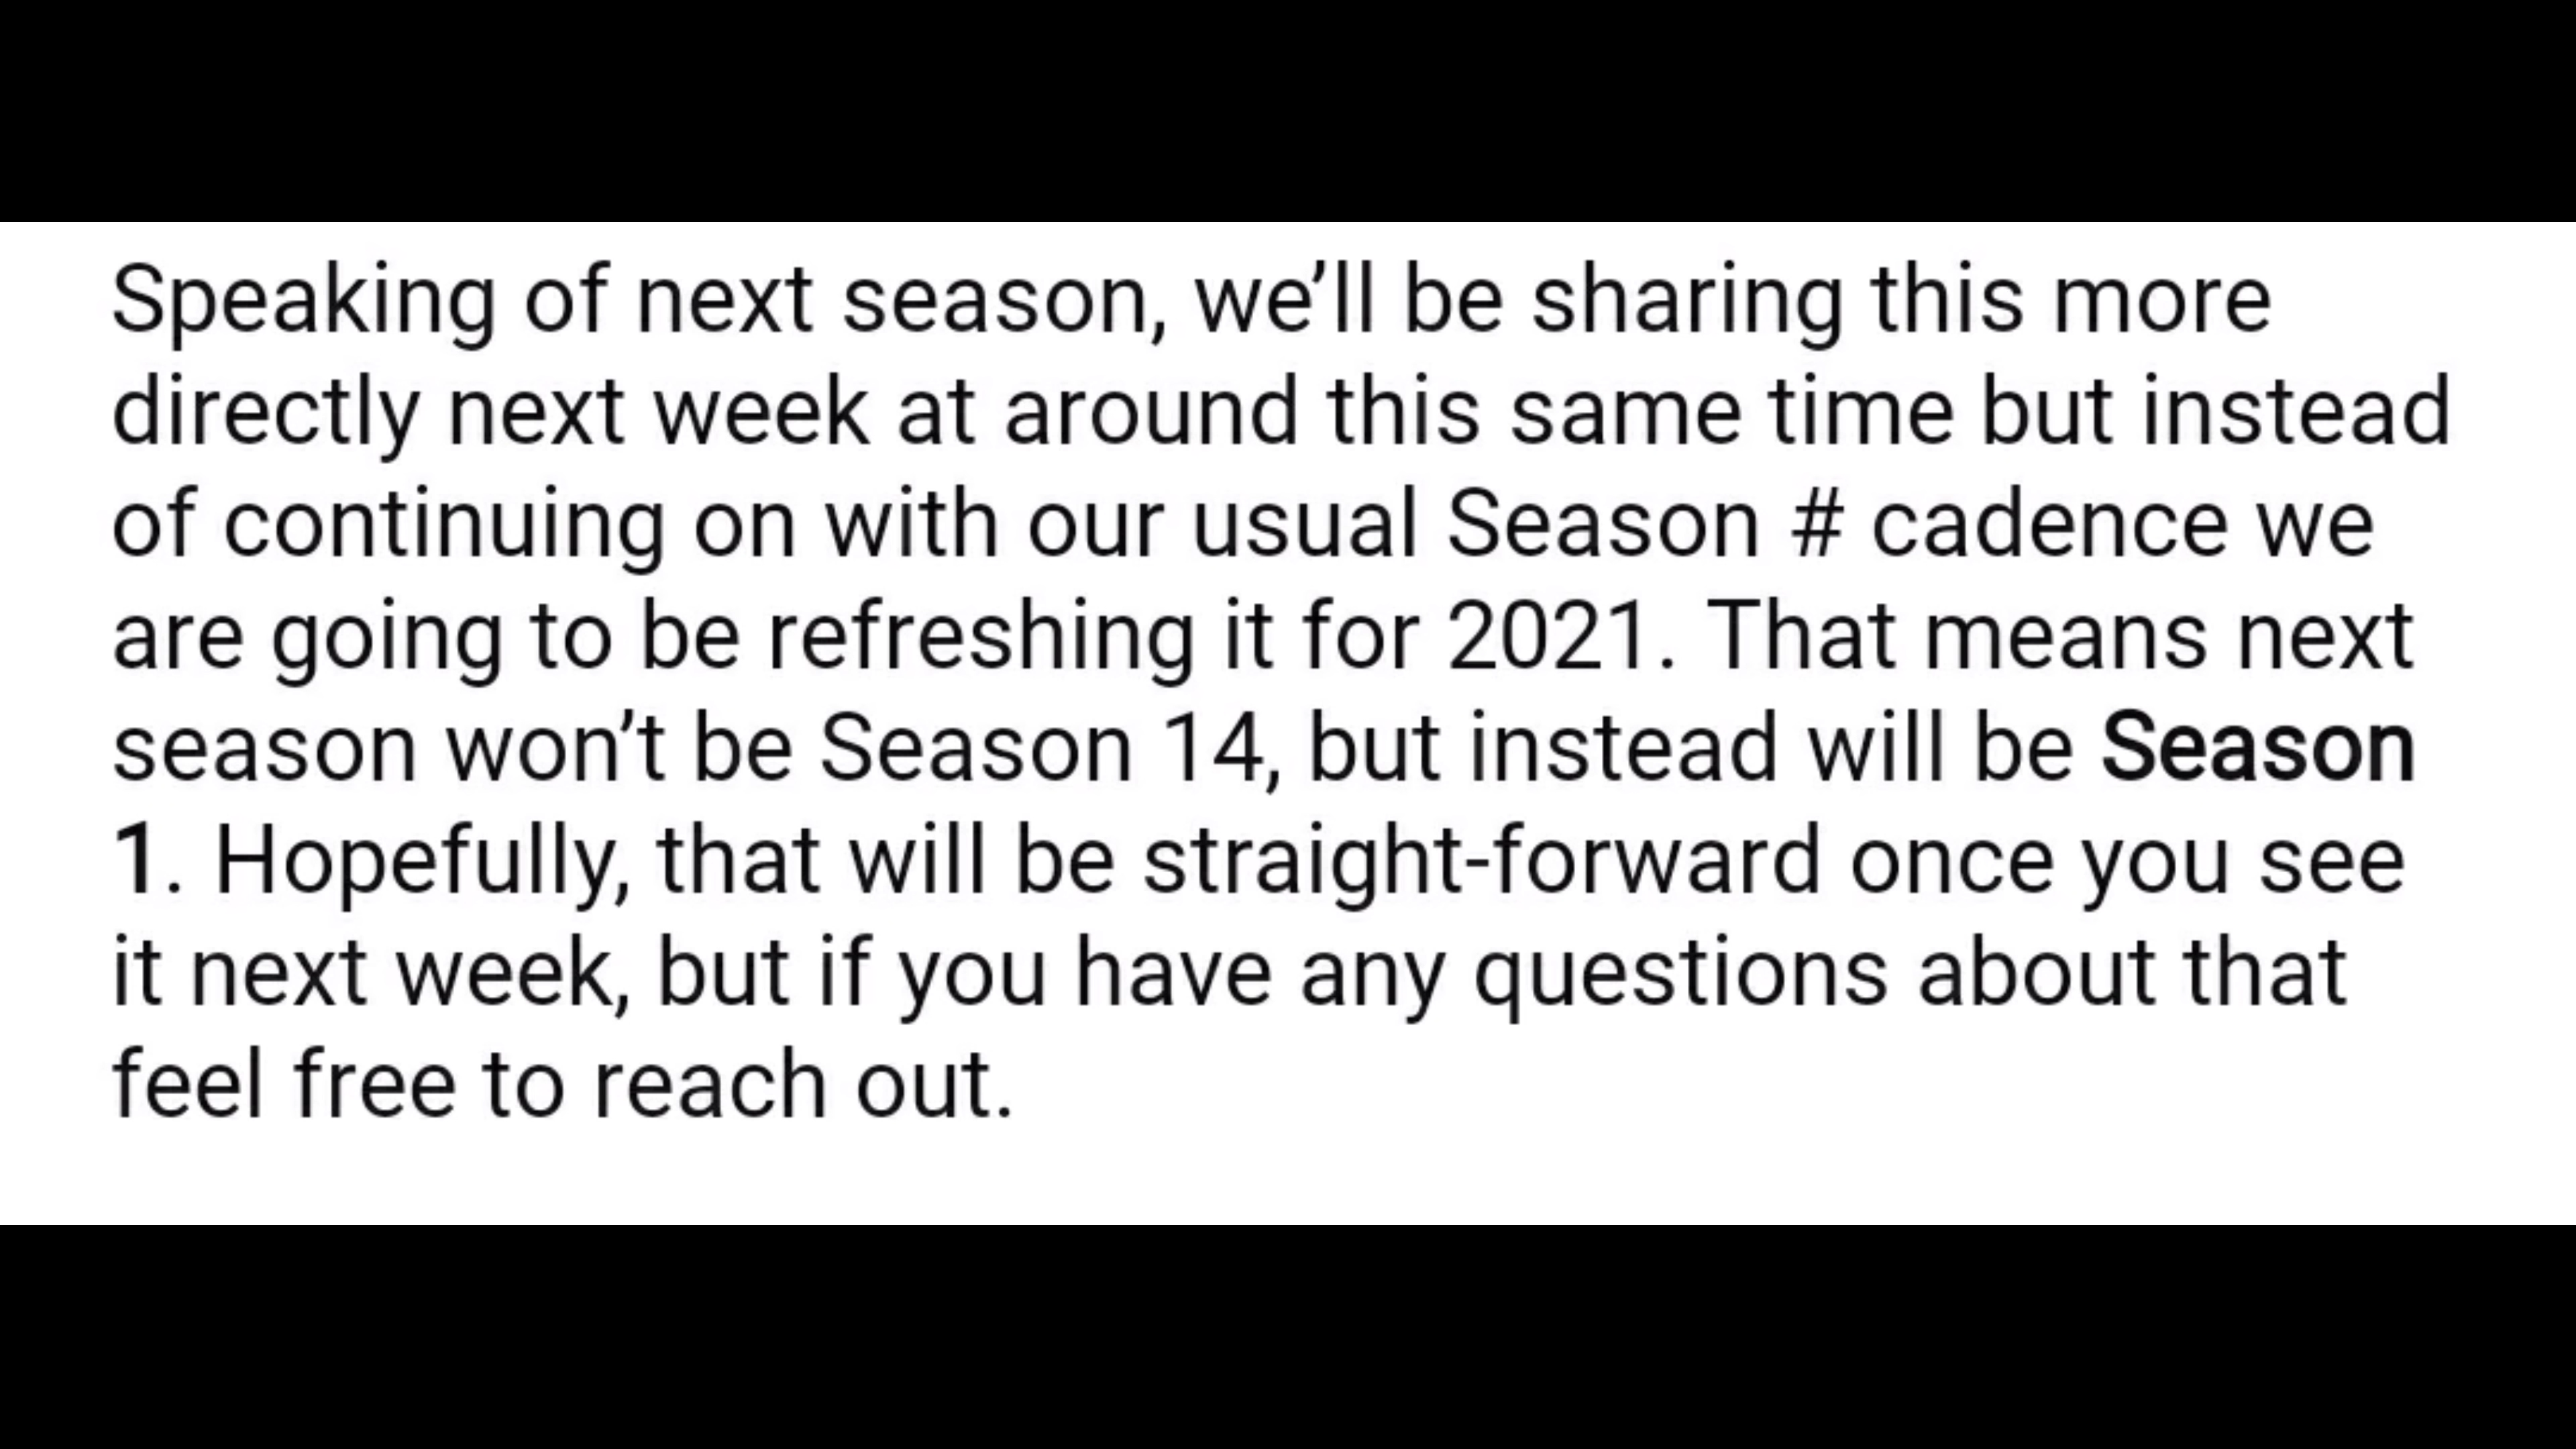 Speaking of next season, we’ll be sharing this more
directly next week at around this same time but instead
of continuing on with our usual Season # cadence we
are going to be refreshing it for 2021. That means next
season won’t be Season 14, but instead will be Season
1. Hopefully, that will be straight-forward once you see
it next week, but if you have any questions about that
feel free to reach out.